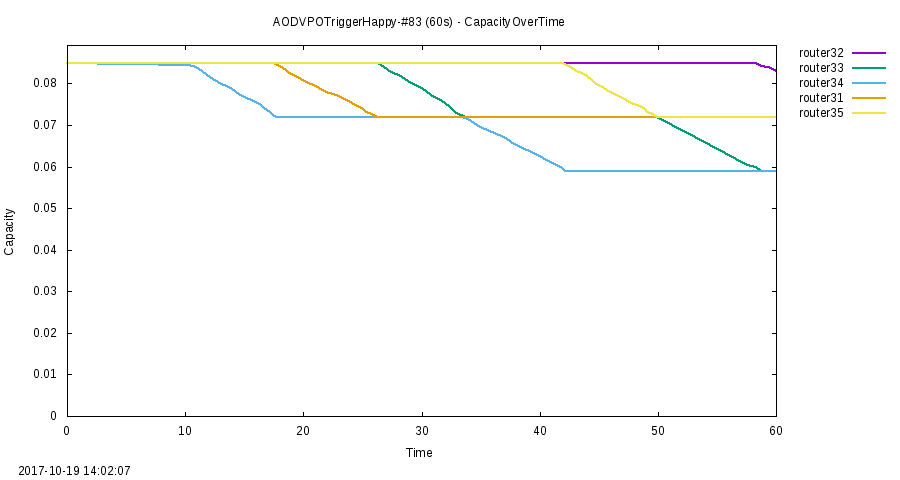 AODVPOTriggerHappy-#83 (60s) - CapacityOverTime
router32
router33
router34
router31
router35
0.08
0.07
0.06
0.05
0.04
0.03
0.02
0.01
0
Capacity
0 10 20 30 40 50 60
Time
2017-10-19 14:02:07